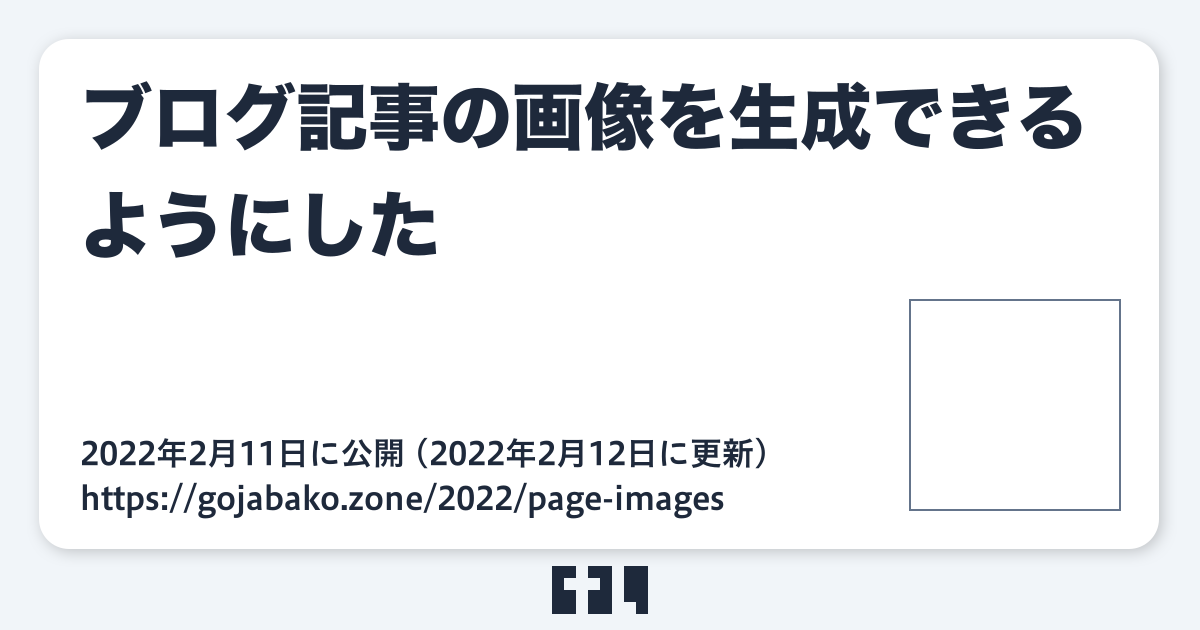 ブログ記事の画像を生成できる
ようにした
2022年2月11日に公開（2022年2月12日に更新）
https://gojabako.zone/2022/page-images